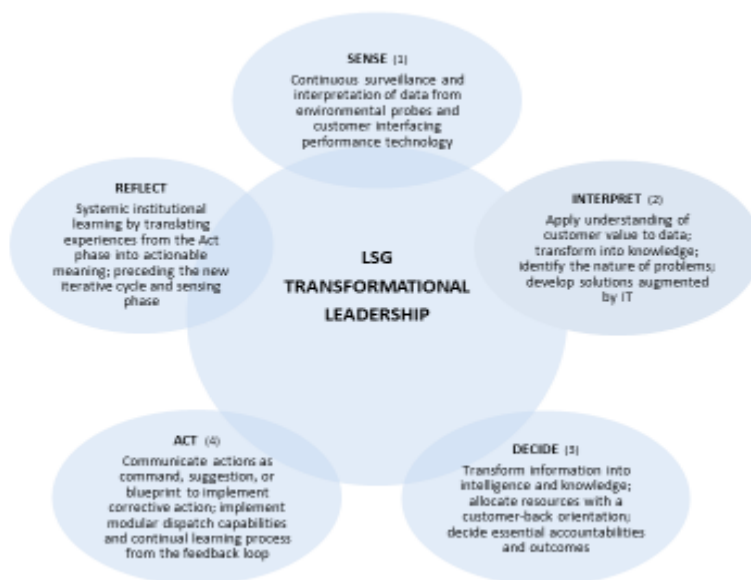 SENSE (1)
Continuous surveillance and
interpretation of data from
environmental probes and
customer interfacing
performance technology
REFLECT
Systemic institutional
learning by translating
experiences from the Act
phase into actionable
meaning; preceding the new
iterative cycle and sensing
phase
INTERPRET (2)
Apply understanding of
customer value to data;
transform into knowledge;
identify the nature of problems;
develop solutions augmented
by IT
LSG
TRANSFORMATIONAL
LEADERSHIP
ACT (4)
Communicate actions as
command, suggestion, or
blueprint to implement
corrective action; implement
modular dispatch capabilities
and continual learning process
from the feedback loop
DECIDE (3)
Transform information into
intelligence and knowledge;
allocate resources with a
customer-back orientation;
decide essential accountabilities
and outcomes